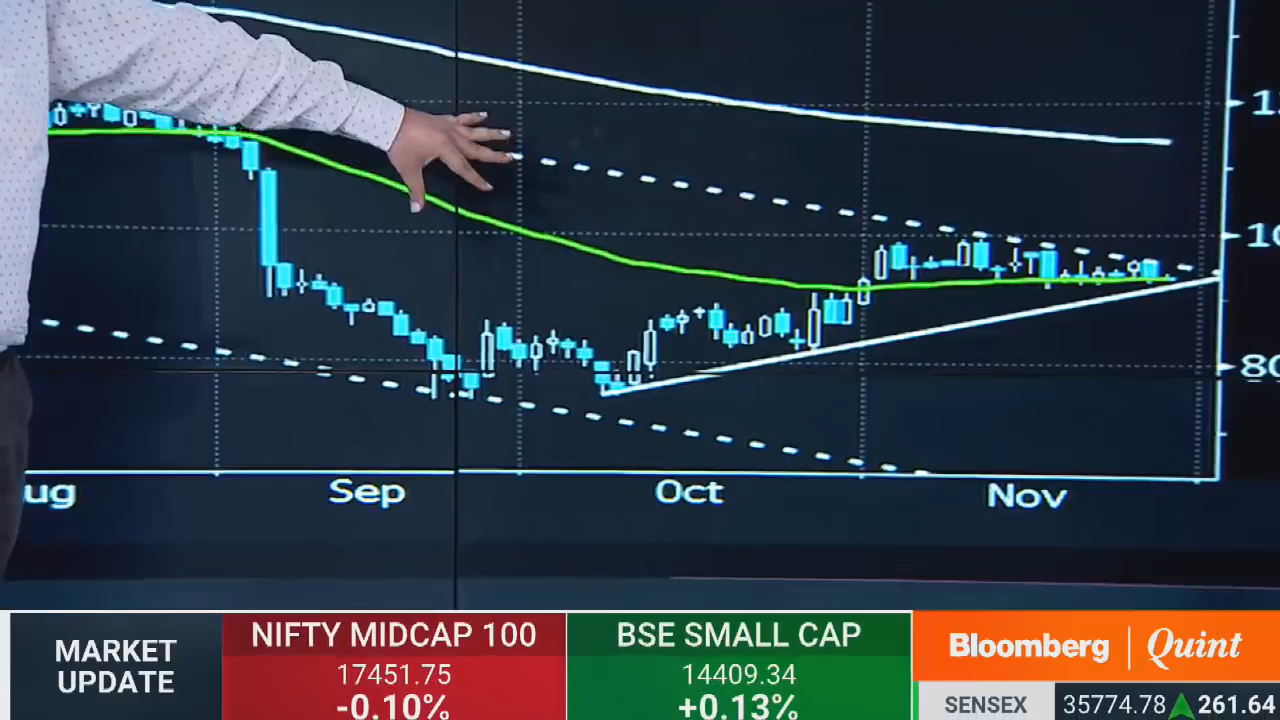 10
80
ug
Sep
Oct
Nov
MARKET
UPDATE
NIFTY MIDCAP 100
17451.75
-0.10%
BSE SMALL CAP
14409.34
+0.13%
Bloomberg | Quint
SENSEX 35774.78 261.64